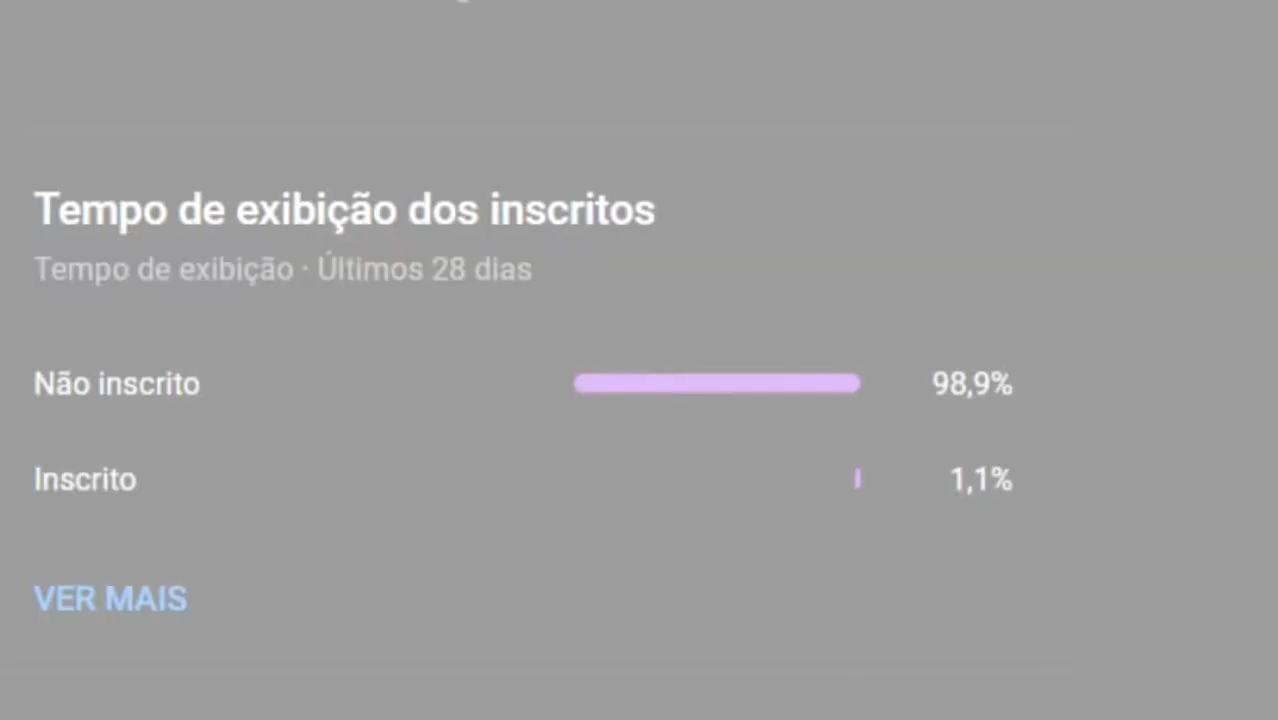 Tempo de exibição dos inscritos
Tempo de exibição · Últimos 28 dias
Não inscrito 98,9%
Inscrito 1,1%
VER MAIS